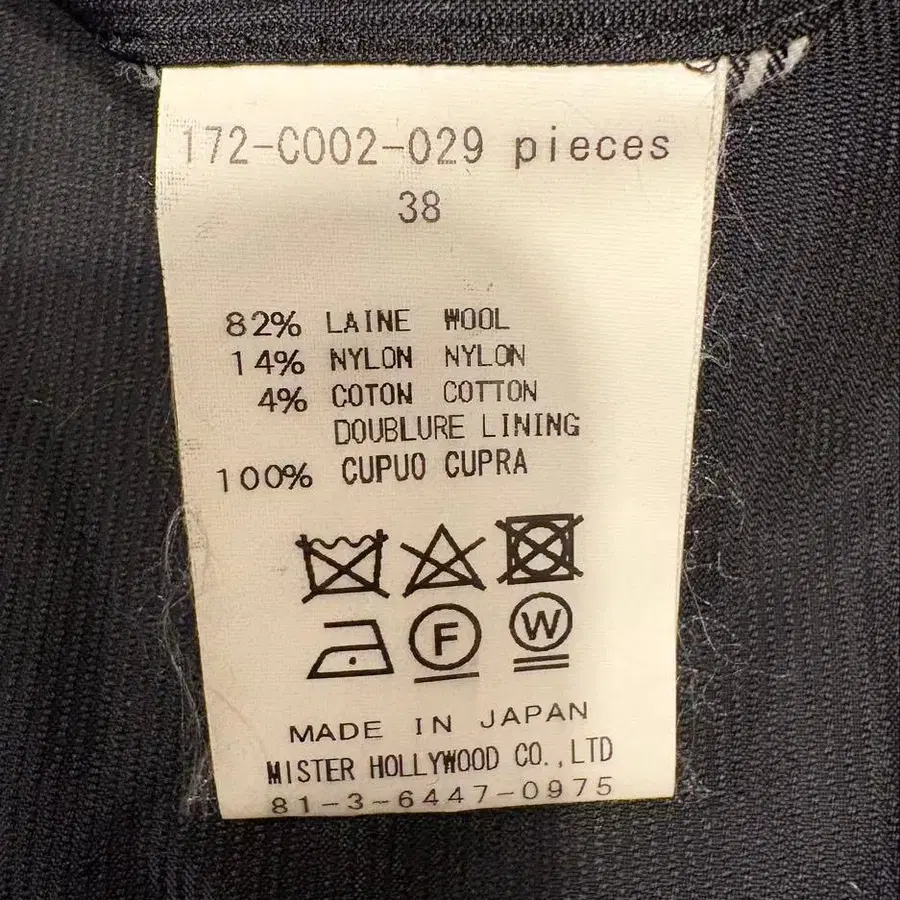 172-C002-029 pieces
38
82% LAINE WOOL
14% NYLON NYLON
4% COTON COTTON
DOUBLURE LINING
100% CUPUO CUPRA
F W
MADE IN JAPAN
MISTER HOLLYWOOD CO.,LTD
81-3-6447-0975